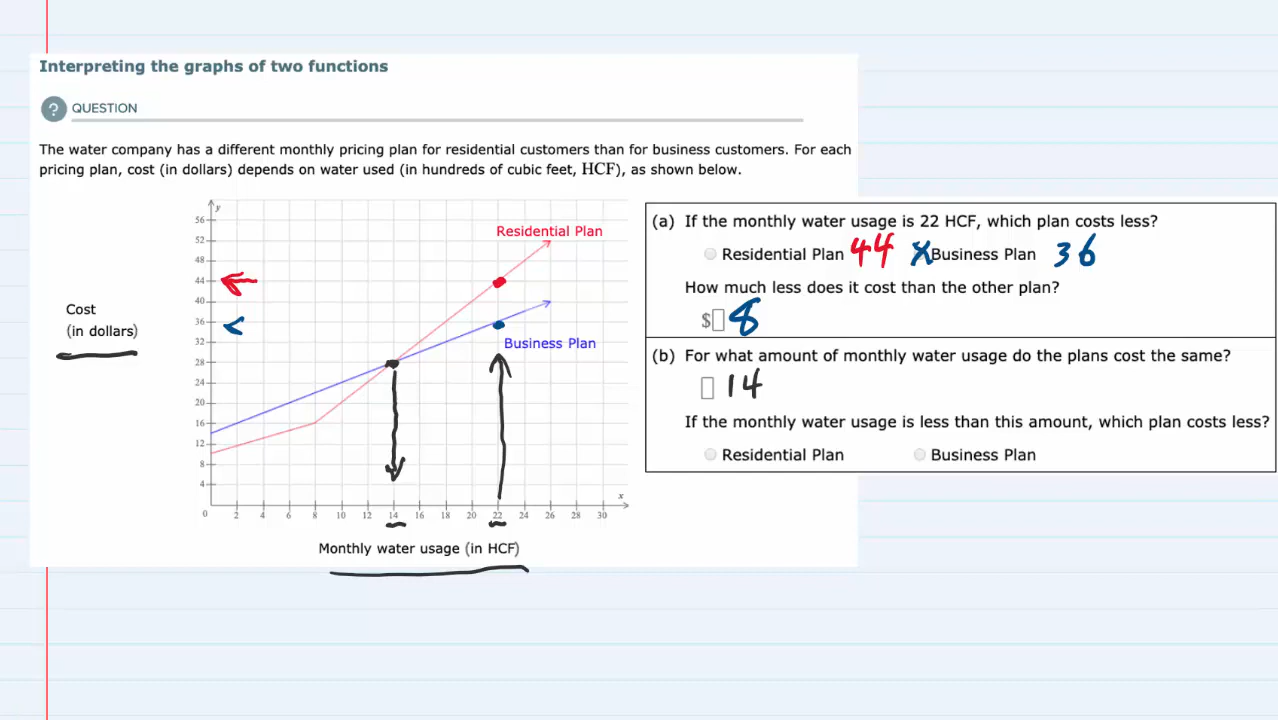 Interpreting the graphs of two functions
? QUESTION
The water company has a different monthly pricing plan for residential customers than for business customers. For each
pricing plan, cost (in dollars) depends on water used (in hundreds of cubic feet, HCF), as shown below.
Cost
(in dollars)
y
56
52
48
44
40
36
32
28
24
20
16
12
8
4
0 2 4 6 8 10 12 14 16 18 20 22 24 26 28 30
x
Residential Plan
Business Plan
Monthly water usage (in HCF)
(a) If the monthly water usage is 22 HCF, which plan costs less?
Residential Plan 44 X Business Plan 36
How much less does it cost than the other plan?
$ 8
(b) For what amount of monthly water usage do the plans cost the same?
14
If the monthly water usage is less than this amount, which plan costs less?
Residential Plan Business Plan